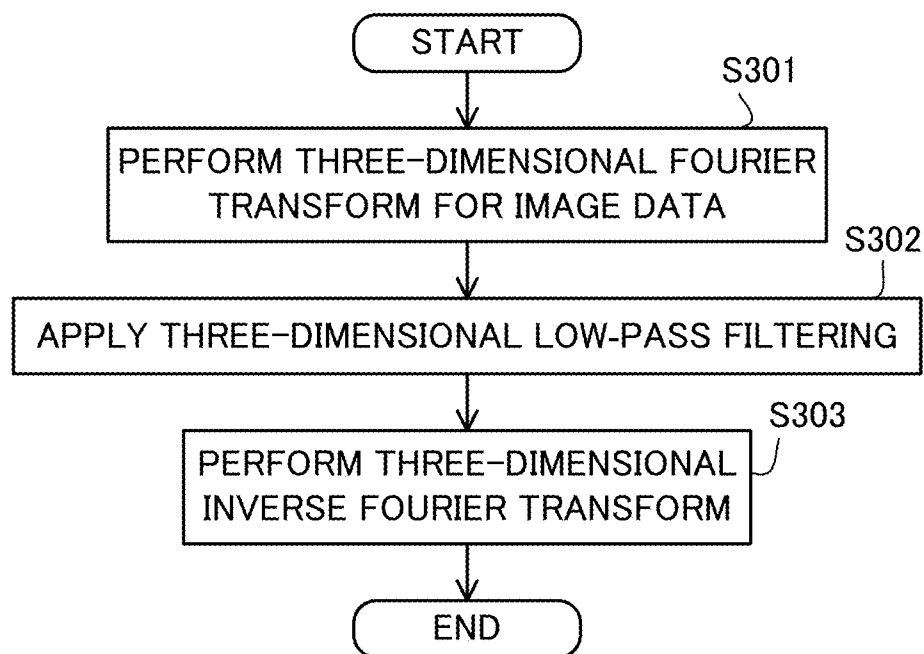 START
S301
PERFORM THREE-DIMENSIONAL FOURIER
TRANSFORM FOR IMAGE DATA
S302
APPLY THREE-DIMENSIONAL LOW-PASS FILTERING
S303
PERFORM THREE-DIMENSIONAL
INVERSE FOURIER TRANSFORM
END